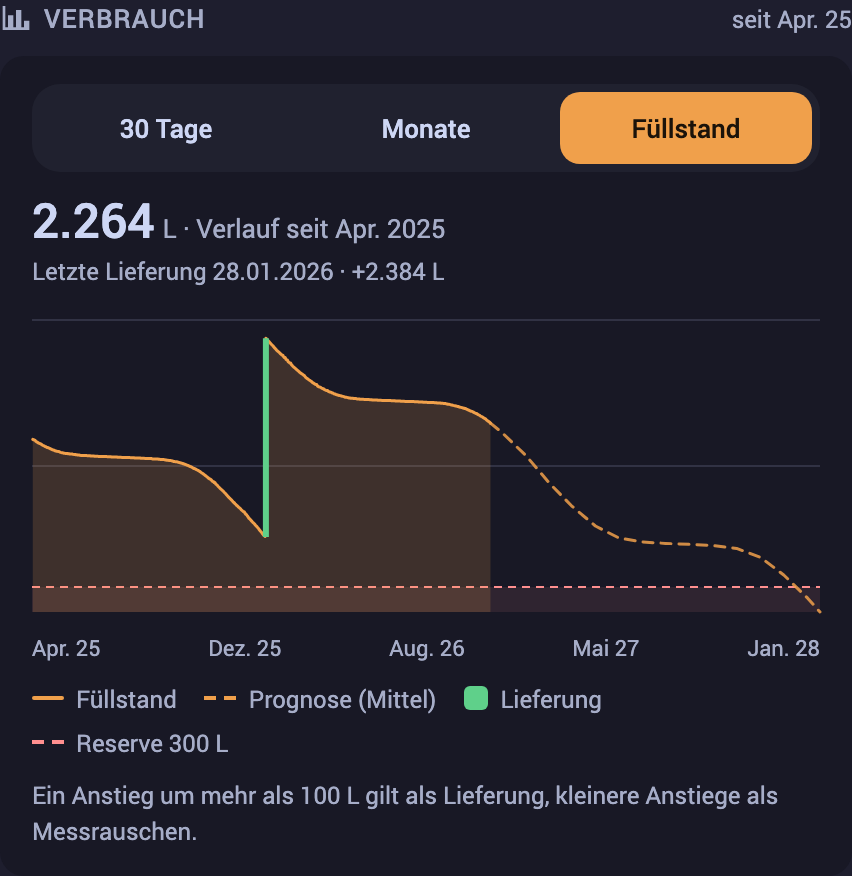 VERBRAUCH seit Apr. 25
30 Tage Monate Füllstand
2.264 L · Verlauf seit Apr. 2025
Letzte Lieferung 28.01.2026 · +2.384 L
Apr. 25 Dez. 25 Aug. 26 Mai 27 Jan. 28
Füllstand Prognose (Mittel) Lieferung
Reserve 300 L
Ein Anstieg um mehr als 100 L gilt als Lieferung, kleinere Anstiege als
Messrauschen.